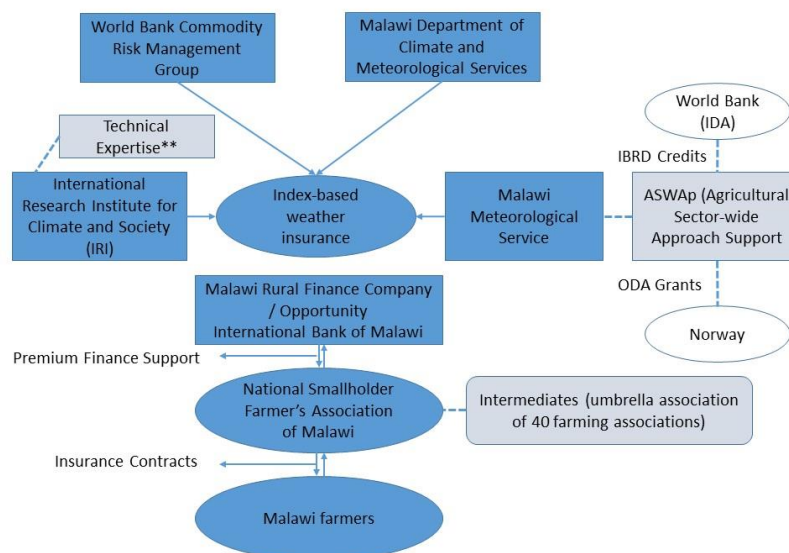 World Bank Commodity
Risk Management
Group
Malawi Department of
Climate and
Meteorological Services
World Bank
(IDA)
Technical
Expertise**
IBRD Credits
International
Research Institute for
Climate and Society
(IRI)
Index-based
weather
insurance
Malawi
Meteorological
Service
ASWAp (Agricultural
Sector-wide
Approach Support
ODA Grants
Norway
Malawi Rural Finance Company
/ Opportunity
International Bank of Malawi
Premium Finance Support
National Smallholder
Farmer's Association
of Malawi
Intermediates (umbrella association
of 40 farming associations)
Insurance Contracts
Malawi farmers